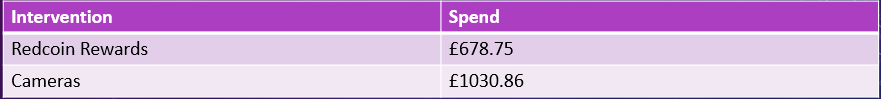 Intervention Spend
Redcoin Rewards £678.75
Cameras £1030.86